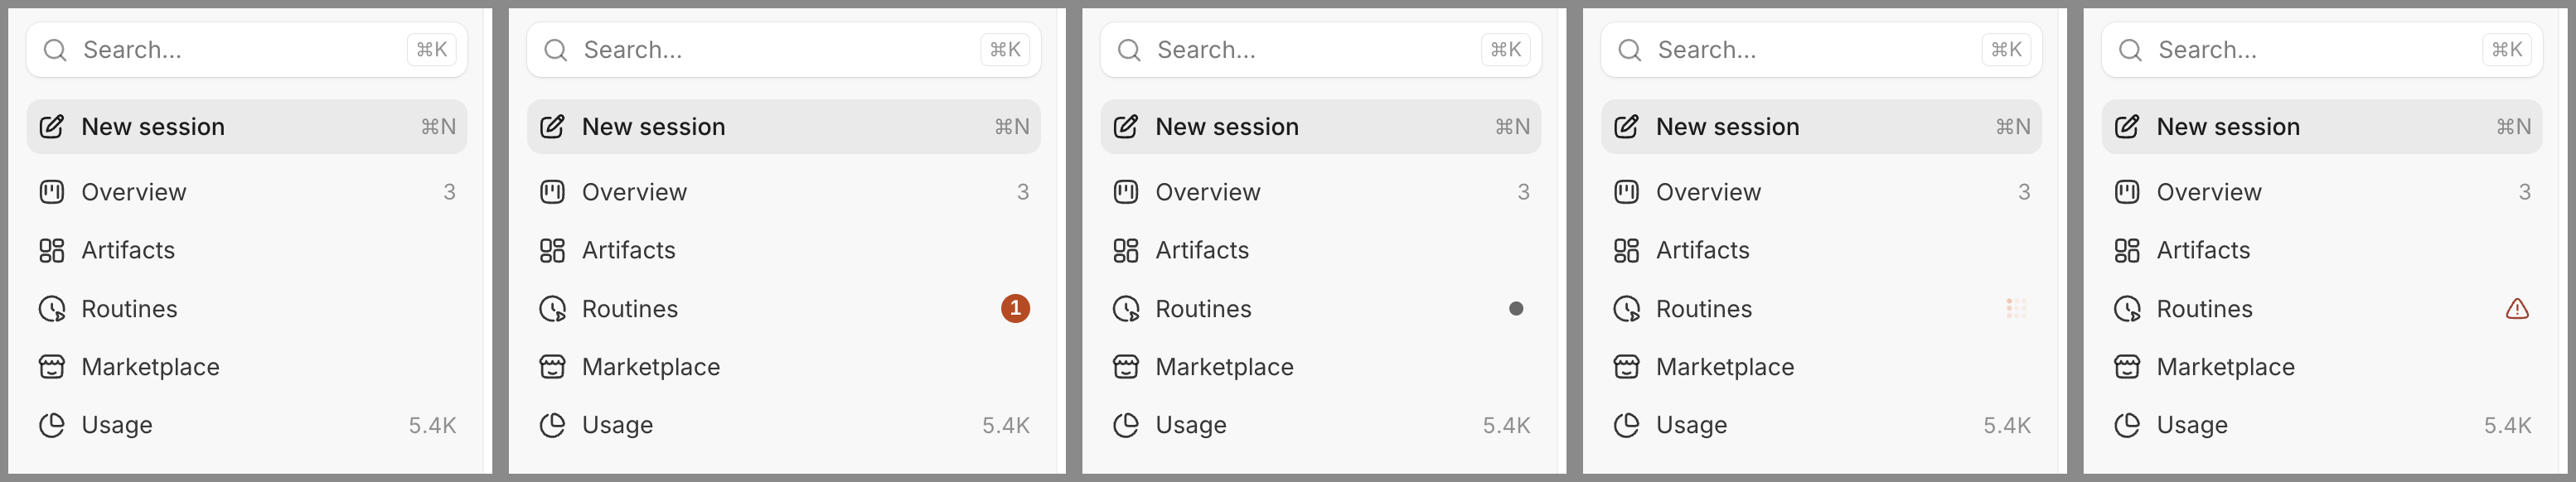 Search... ⌘K
New session ⌘N
Overview 3
Artifacts
Routines
Marketplace
Usage 5.4K
Search... ⌘K
New session ⌘N
Overview 3
Artifacts
Routines 1
Marketplace
Usage 5.4K
Search... ⌘K
New session ⌘N
Overview 3
Artifacts
Routines
Marketplace
Usage 5.4K
Search... ⌘K
New session ⌘N
Overview 3
Artifacts
Routines
Marketplace
Usage 5.4K
Search... ⌘K
New session ⌘N
Overview 3
Artifacts
Routines
Marketplace
Usage 5.4K